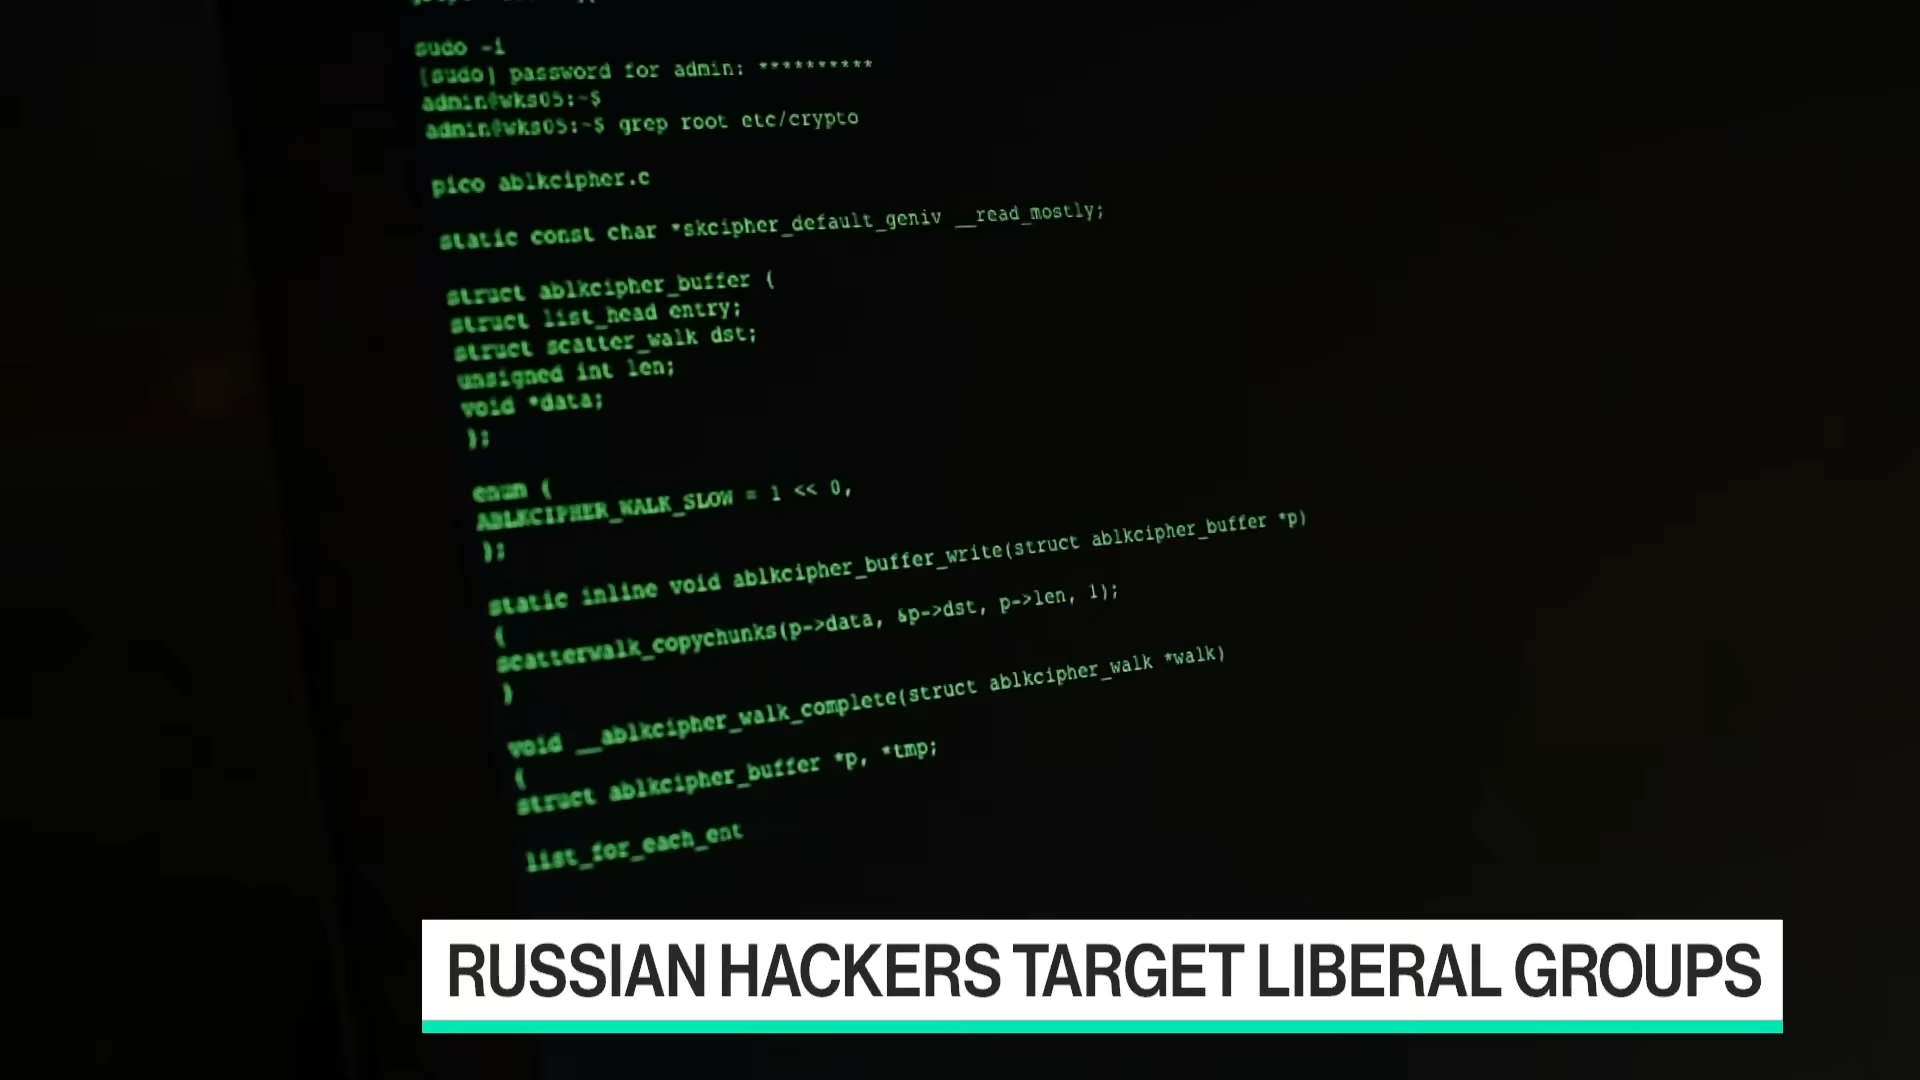 sudo -i
[sudo] password for admin: **********
admin@wks05:~$
admin@wks05:~$ grep root etc/crypto
pico ablkcipher.c
static const char *skcipher_default_geniv __read_mostly;
struct ablkcipher_buffer {
struct list_head entry;
struct scatter_walk dst;
unsigned int len;
void *data;
};
enum {
ABLKCIPHER_WALK_SLOW = 1 << 0,
};
static inline void ablkcipher_buffer_write(struct ablkcipher_buffer *p)
{
scatterwalk_copychunks(p->data, &p->dst, p->len, 1);
}
void __ablkcipher_walk_complete(struct ablkcipher_walk *walk)
{
struct ablkcipher_buffer *p, *tmp;
list_for_each_ent
RUSSIAN HACKERS TARGET LIBERAL GROUPS